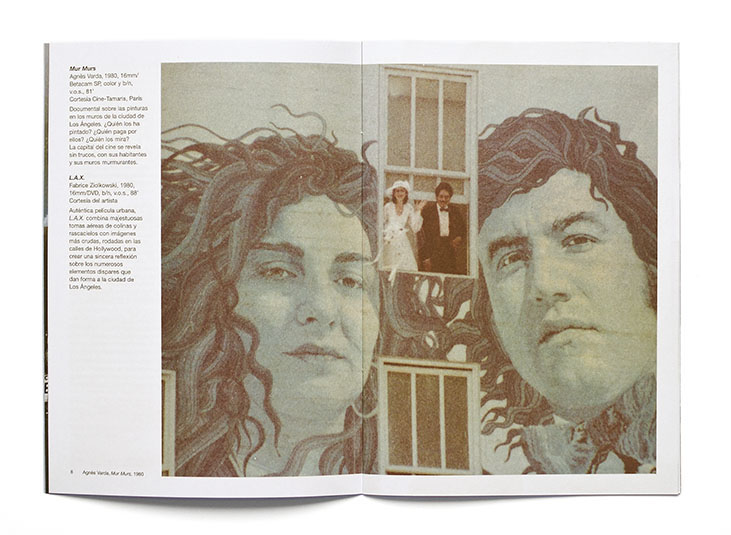 Mur Murs
Agnès Varda, 1980, 16mm/
Betacam SP, color y b/n,
v.o.s., 81'
Cortesía Cine-Tamaris, París
Documental sobre las pinturas
en los muros de la ciudad de
Los Ángeles. ¿Quién los ha
pintado? ¿Quién paga por
ellos? ¿Quién los mira?
La capital del cine se revela
sin trucos, con sus habitantes
y sus muros murmurantes.
L.A.X.
Fabrice Ziolkowski, 1980,
16mm/DVD, b/n, v.o.s., 88'
Cortesía del artista
Auténtica película urbana,
L.A.X. combina majestuosas
tomas aéreas de colinas y
rascacielos con imágenes
más crudas, rodadas en las
calles de Hollywood, para
crear una sincera reflexión
sobre los numerosos
elementos dispares que
dan forma a la ciudad de
Los Ángeles.
6 Agnès Varda, Mur Murs, 1980